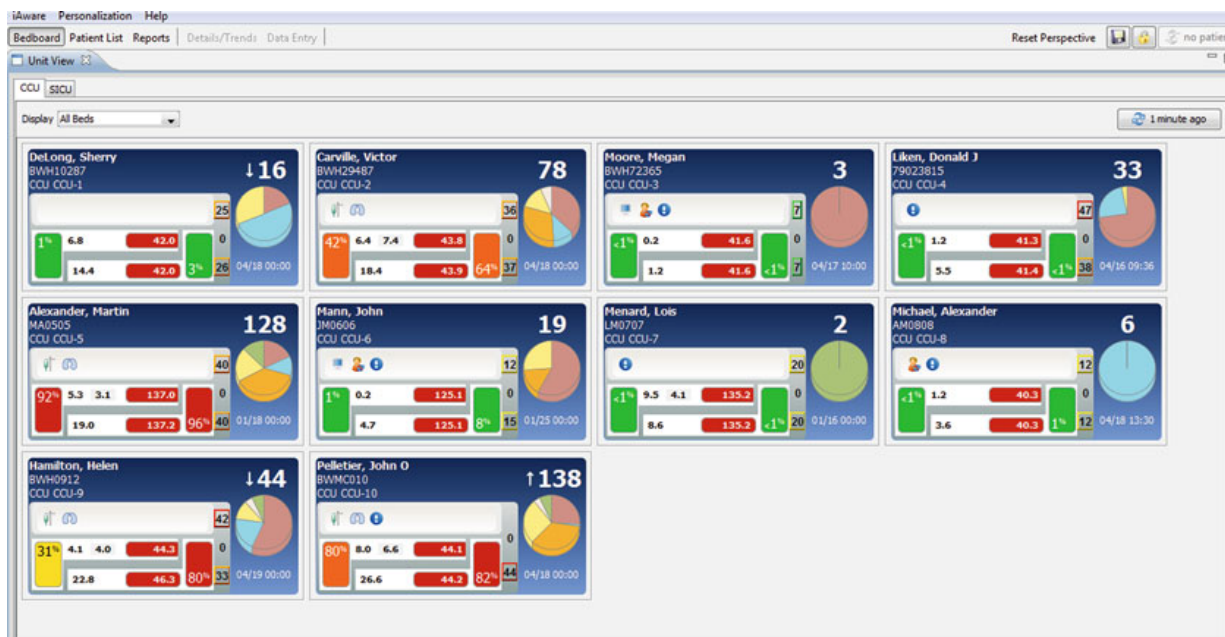 iAware Personalization Help
Bedboard Patient List Reports Details/Trends Data Entry Reset Perspective no patie
Unit View
CCU SICU
Display All Beds 1 minute ago
DeLong, Sherry
BWH10287
CCU CCU-1
↓16
25
1% 6.8 42.0 0
14.4 42.0 3% 26 04/18 00:00
Carville, Victor
BWH29487
CCU CCU-2
78
36
42% 6.4 7.4 43.8 0
18.4 43.9 64% 37 04/18 00:00
Moore, Megan
BWH72365
CCU CCU-3
3
7
<1% 0.2 41.6 0
1.2 41.6 <1% 7 04/17 10:00
Liken, Donald J
79023815
CCU CCU-4
33
47
<1% 1.2 41.3 0
5.5 41.4 <1% 38 04/16 09:36
Alexander, Martin
MA0505
CCU CCU-5
128
40
92% 5.3 3.1 137.0 0
19.0 137.2 96% 40 01/18 00:00
Mann, John
JM0606
CCU CCU-6
19
12
1% 0.2 125.1 0
4.7 125.1 8% 15 01/25 00:00
Menard, Lois
LM0707
CCU CCU-7
2
20
<1% 9.5 4.1 135.2 0
8.6 135.2 <1% 20 01/16 00:00
Michael, Alexander
AM0808
CCU CCU-8
6
12
<1% 1.2 40.3 0
3.6 40.3 1% 12 04/18 13:30
Hamilton, Helen
BWH0912
CCU CCU-9
↓44
42
31% 4.1 4.0 44.3 0
22.8 46.3 80% 33 04/19 00:00
Pelletier, John O
BWMC010
CCU CCU-10
↑138
80% 8.0 6.6 44.1 0
26.6 44.2 82% 44 04/18 00:00